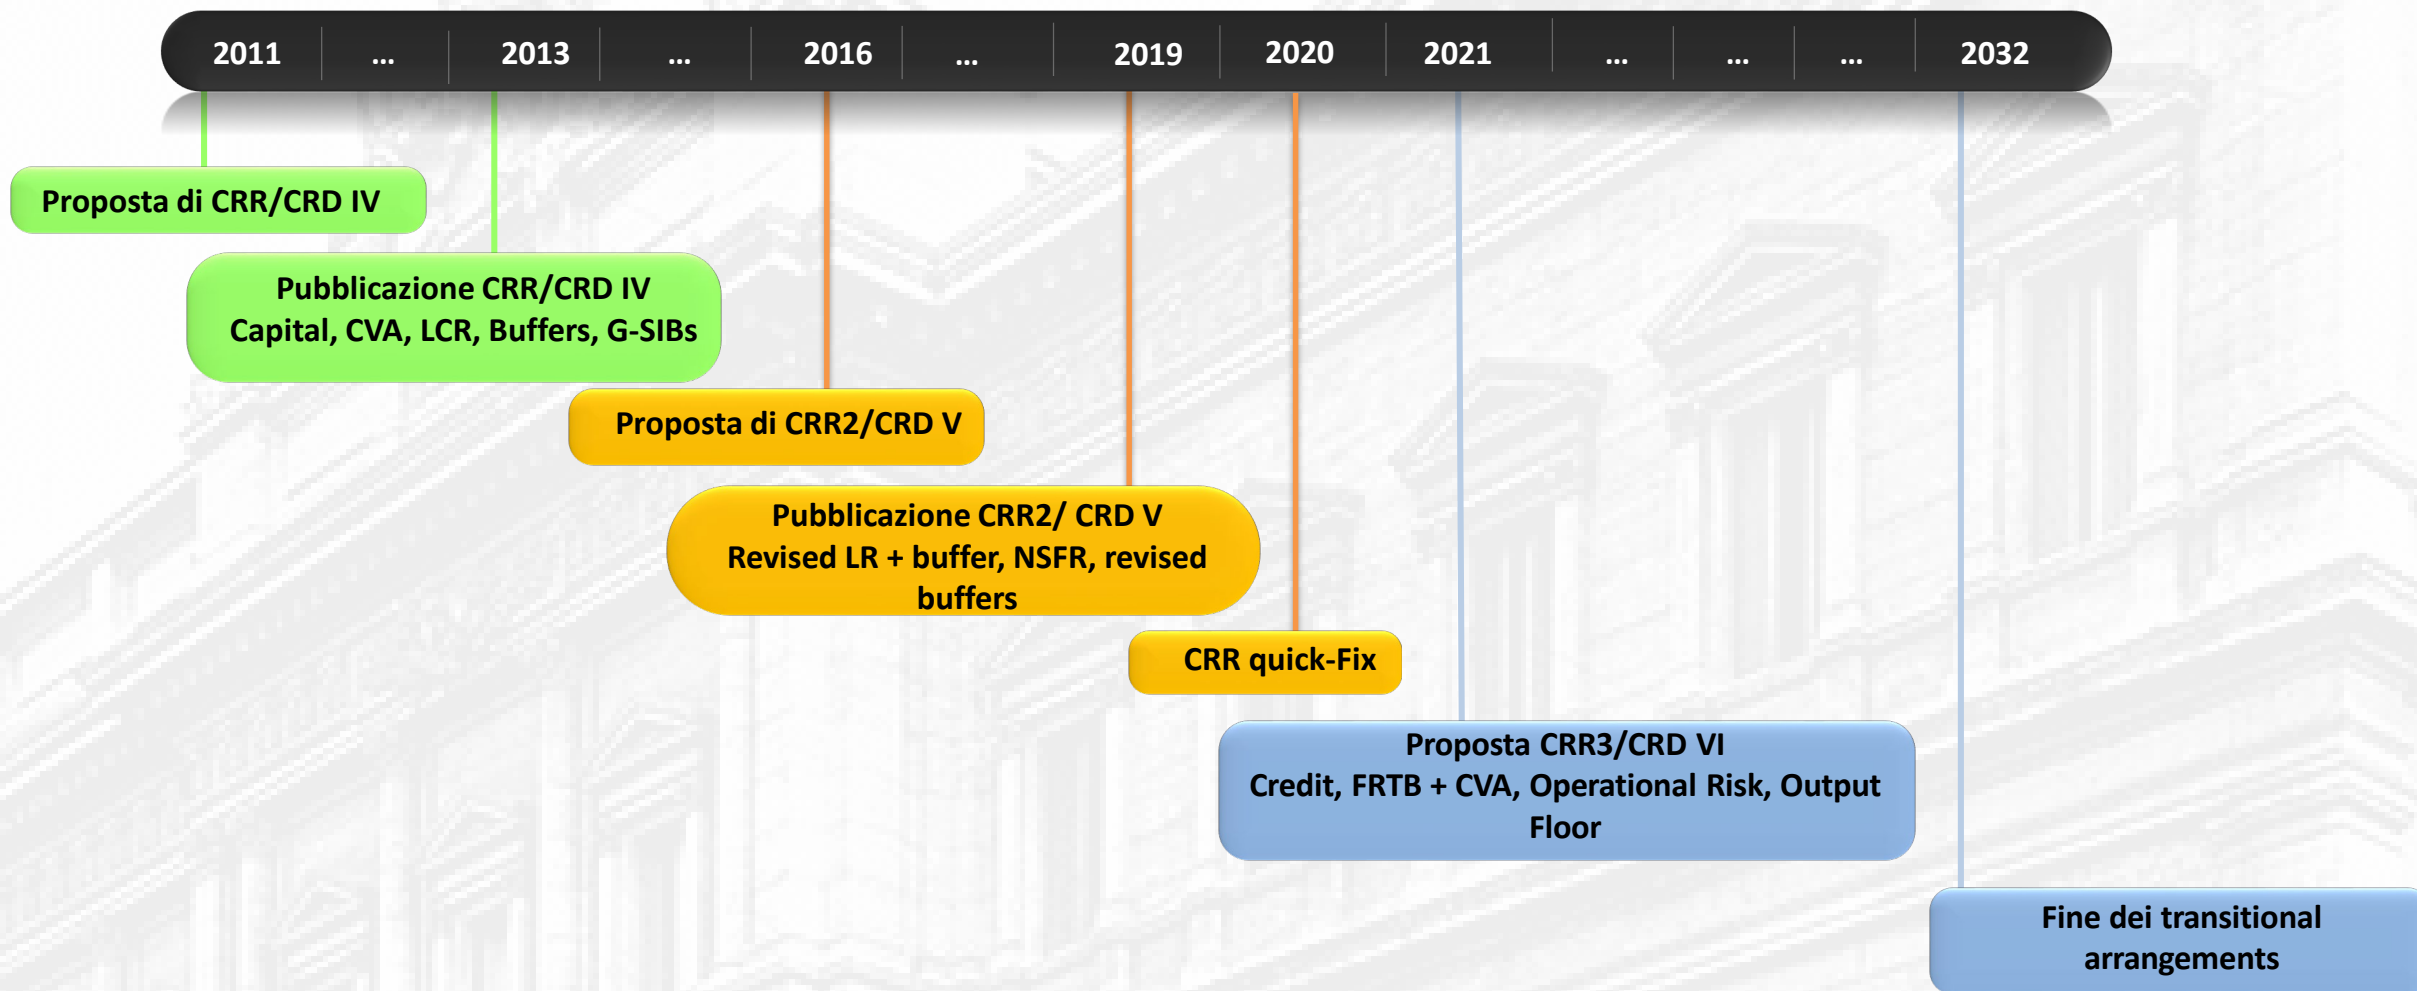 2011 ... 2013 ... 2016 ... 2019 2020 2021 ... ... ... 2032
Proposta di CRR/CRD IV
Pubblicazione CRR/CRD IV
Capital, CVA, LCR, Buffers, G-SIBs
Proposta di CRR2/CRD V
Pubblicazione CRR2/ CRD V
Revised LR + buffer, NSFR, revised
buffers
CRR quick-Fix
Proposta CRR3/CRD VI
Credit, FRTB + CVA, Operational Risk, Output
Floor
Fine dei transitional
arrangements